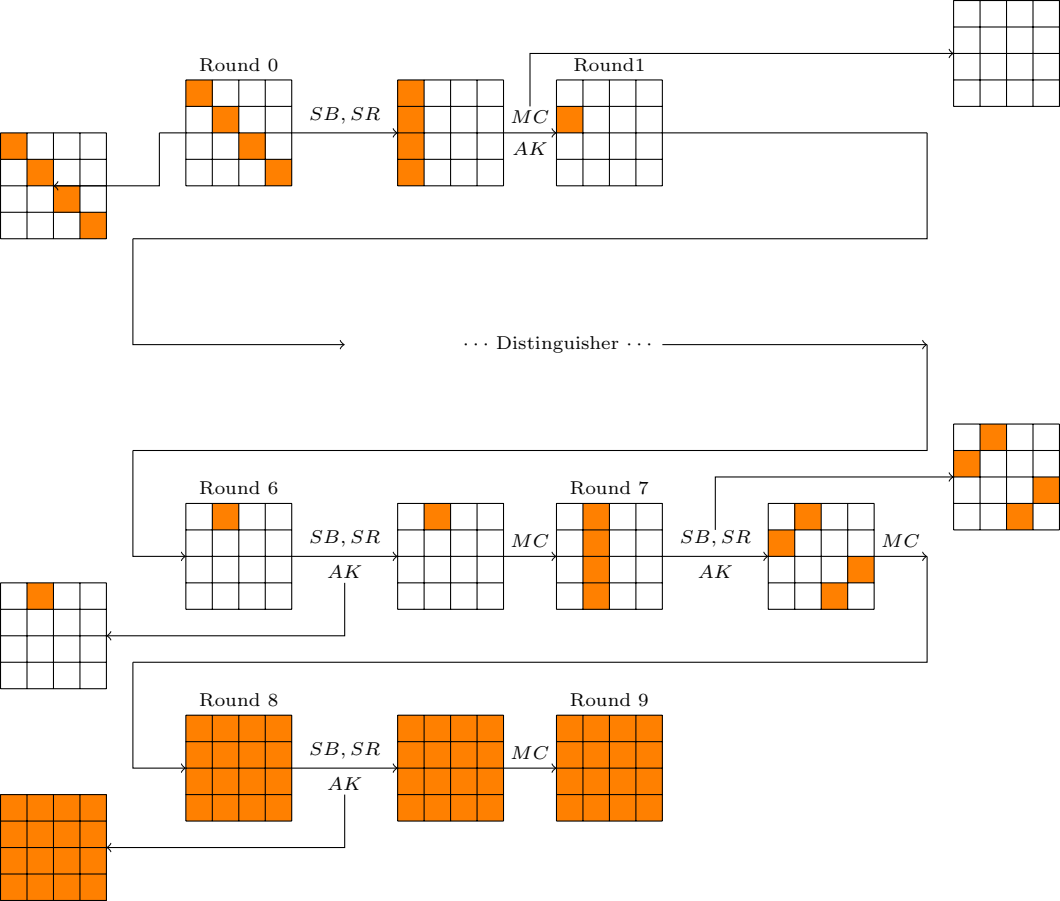 Round 0
Round1
SB, SR
MC
AK
··· Distinguisher ···
Round 6
Round 7
SB, SR
MC
SB, SR
MC
AK
AK
Round 8
Round 9
SB, SR
MC
AK